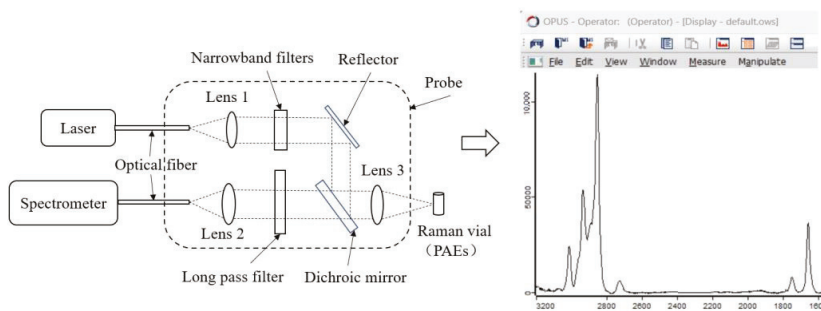 Narrowband filters
Reflector
Probe
Lens 1
Laser
Optical fiber
Lens 3
Spectrometer
Lens 2
Raman vial
（PAEs）
Long pass filter
Dichroic mirror
OPUS - Operator: (Operator) - [Display - default.ows]
File Edit View Window Measure Manipulate
10,000
50000
0
3200 2800 2600 2400 2200 2000 1800